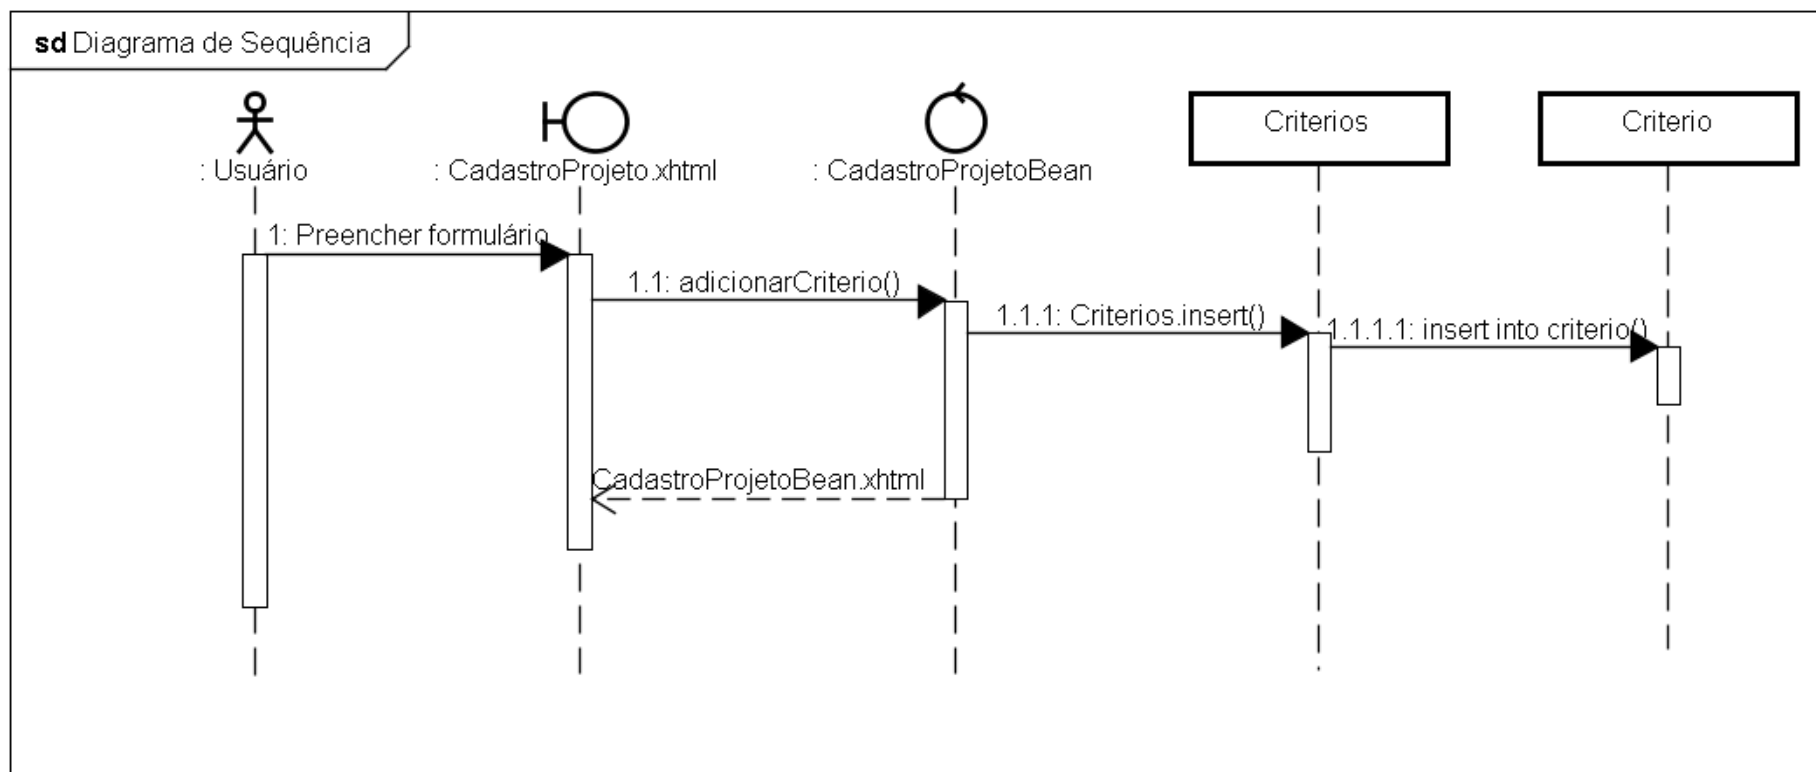 sd Diagrama de Sequência
: Usuário
: CadastroProjeto.xhtml
: CadastroProjetoBean
Criterios
Criterio
1: Preencher formulário
1.1: adicionarCriterio()
1.1.1: Criterios.insert()
1.1.1.1: insert into criterio()
CadastroProjetoBean.xhtml